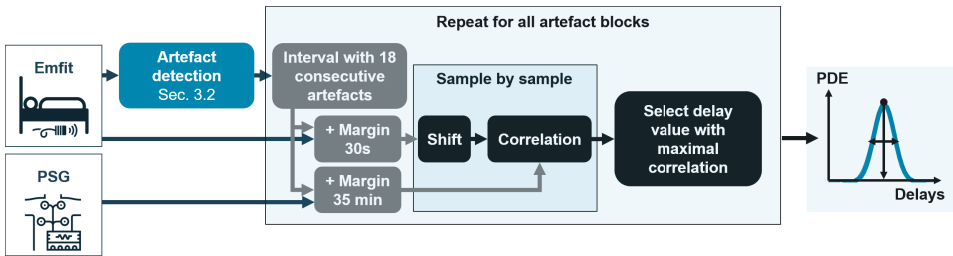 Repeat for all artefact blocks
Emfit
Artefact
detection
Sec. 3.2
Interval with 18
consecutive
artefacts
Sample by sample
+ Margin
30s
Shift
Correlation
Select delay
value with
maximal
correlation
PDE
Delays
PSG
+ Margin
35 min